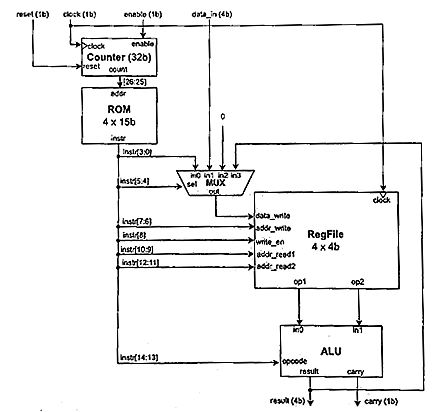 reset (1b) clock (1b) enable (1b) data_in (4b)
clock enable
Counter (32b)
reset count
[26:25]
addr
ROM
4 x 15b
instr
0
instr[3:0]
in0 in1 in2 in3
instr[5:4] sel MUX
out
clock
data_write
RegFile
instr[7:6] addr_write
4 x 4b
instr[8] write_en
instr[10:9] addr_read1
instr[12:11] addr_read2
op1 op2
in0 in1
ALU
instr[14:13] opcode
result carry
result (4b) carry (1b)